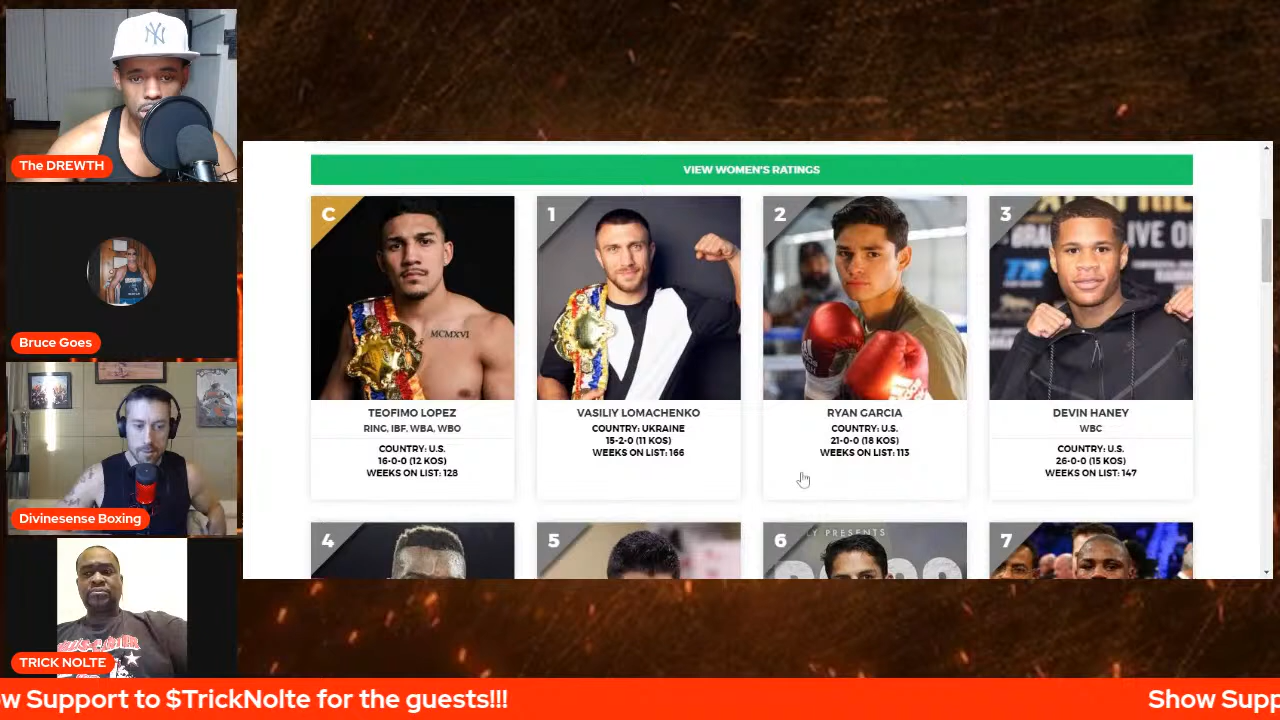 The DREWTH
Bruce Goes
Divinesense Boxing
TRICK NOLTE
VIEW WOMEN'S RATINGS
C
MCMXVI
TEOFIMO LOPEZ
RING, IBF, WBA, WBO
COUNTRY: U.S.
16-0-0 (12 KOS)
WEEKS ON LIST: 128
1
VASILIY LOMACHENKO
COUNTRY: UKRAINE
15-2-0 (11 KOS)
WEEKS ON LIST: 166
2
RYAN GARCIA
COUNTRY: U.S.
21-0-0 (18 KOS)
WEEKS ON LIST: 113
3
DEVIN HANEY
WBC
COUNTRY: U.S.
26-0-0 (15 KOS)
WEEKS ON LIST: 147
4
5
6
LY PRESENTS
7
w Support to $TrickNolte for the guests!!!
Show Supp